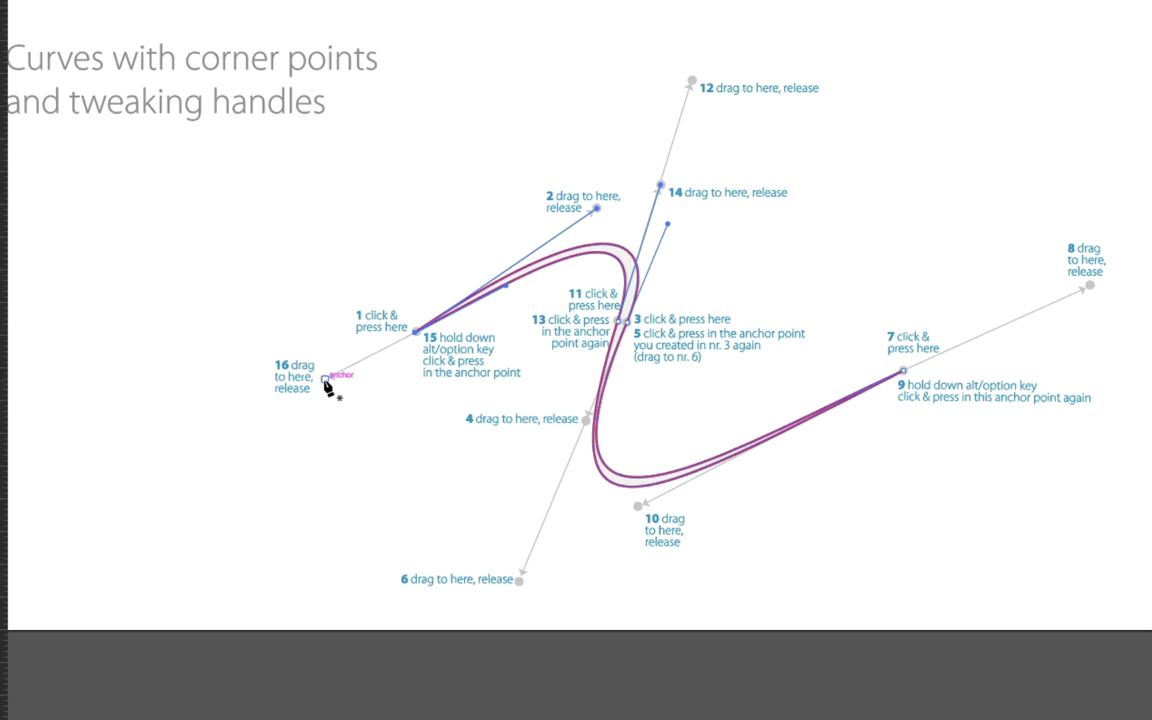 Curves with corner points
and tweaking handles
12 drag to here, release
2 drag to here,
release
14 drag to here, release
8 drag
to here,
release
11 click &
press here
1 click &
press here
13 click & press
in the anchor
point again
3 click & press here
5 click & press in the anchor point
you created in nr. 3 again
(drag to nr. 6)
15 hold down
alt/option key
click & press
in the anchor point
7 click &
press here
16 drag
to here,
release
anchor
9 hold down alt/option key
click & press in this anchor point again
4 drag to here, release
10 drag
to here,
release
6 drag to here, release